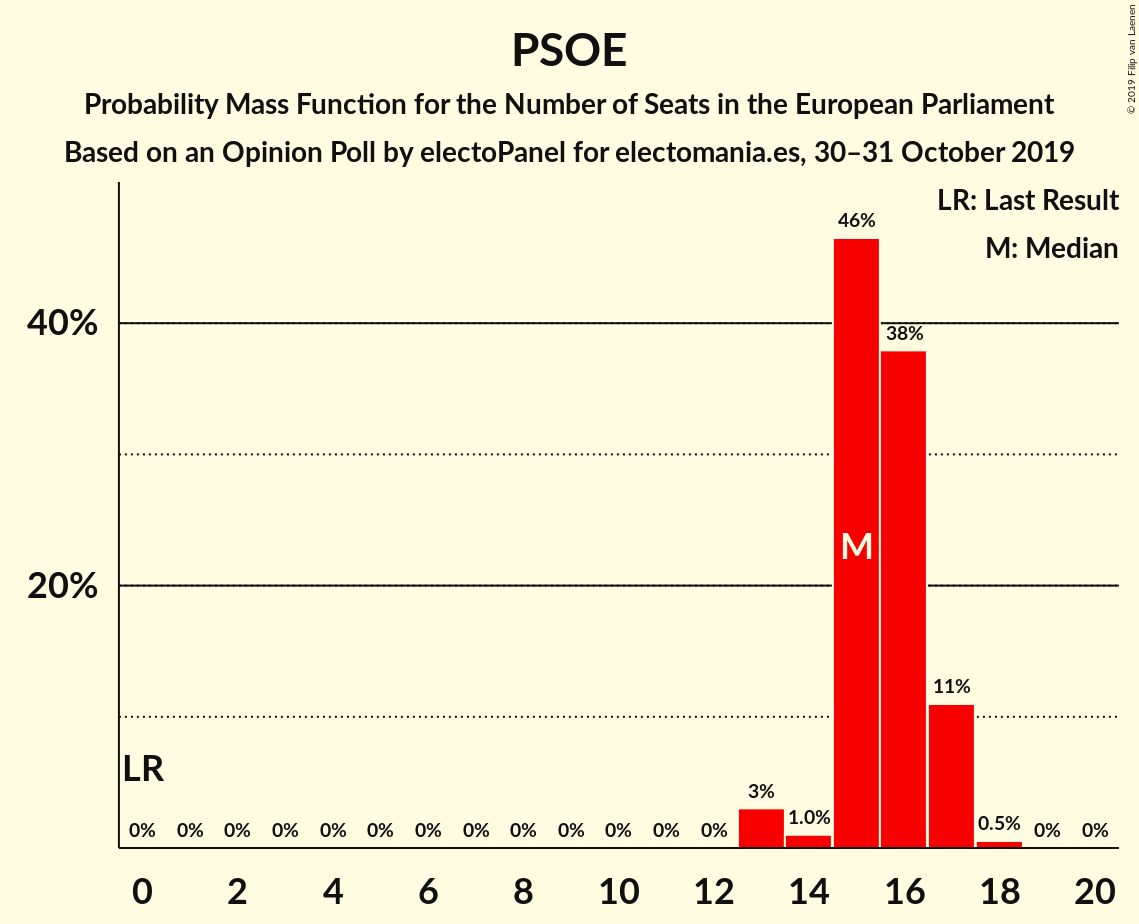 © 2019 Filip van Laenen
PSOE
Probability Mass Function for the Number of Seats in the European Parliament
Based on an Opinion Poll by electoPanel for electomania.es, 30–31 October 2019
LR: Last Result
M: Median
46%
40%
38%
M
20%
11%
LR
3%
1.0%
0.5%
0% 0% 0% 0% 0% 0% 0% 0% 0% 0% 0% 0% 0% 0% 0%
0 2 4 6 8 10 12 14 16 18 20